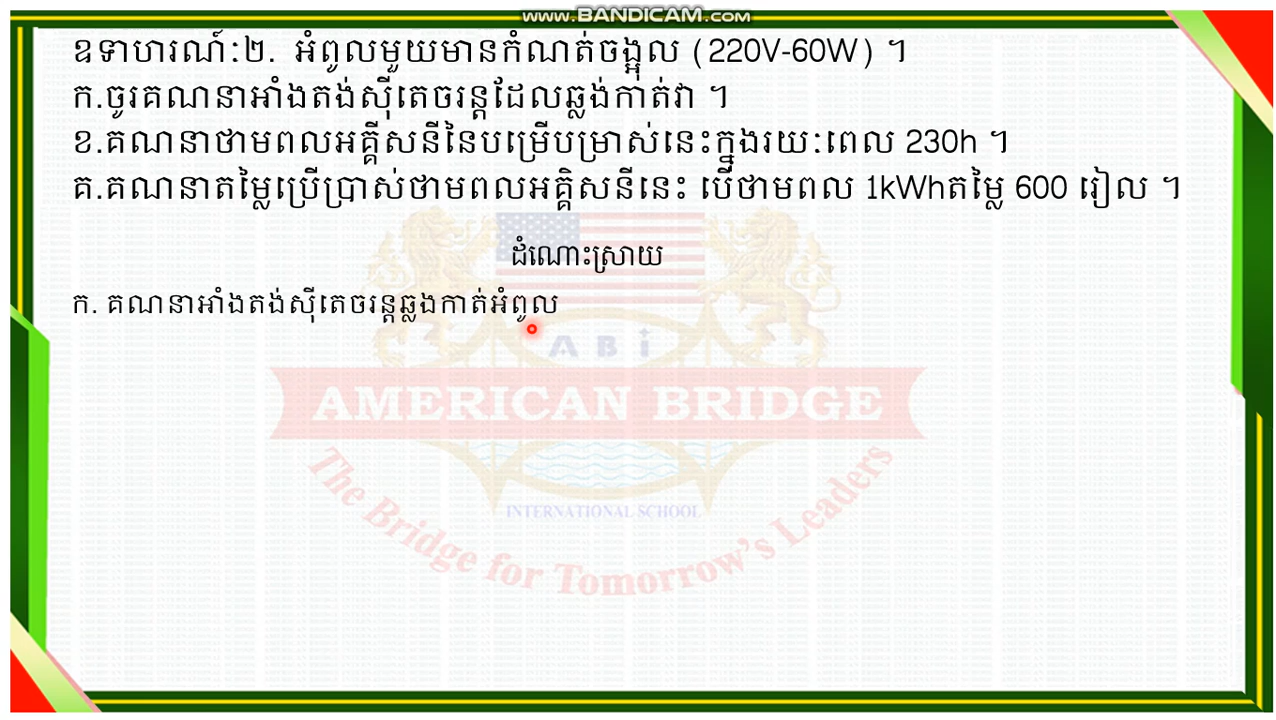 www.BANDICAM.com
ឧទាហរណ៍ៈ២. អំពូលមួយមានកំណត់ចង្អុល (220V-60W) ។
ក.ចូរគណនាអាំងតង់ស៊ីតេចរន្តដែលឆ្លង់កាត់វា ។
ខ.គណនាថាមពលអគ្គីសនីនៃបម្រើបម្រាស់នេះក្នុងរយៈពេល 230h ។
គ.គណនាតម្លៃប្រើប្រាស់ថាមពលអគ្គិសនីនេះ បើថាមពល 1kWhតម្លៃ 600 រៀល ។
ដំណោះស្រាយ
ក. គណនាអាំងតង់ស៊ីតេចរន្តឆ្លងកាត់អំពូល
ABi
AMERICAN BRIDGE
INTERNATIONAL SCHOOL
The Bridge for Tomorrow's Leaders